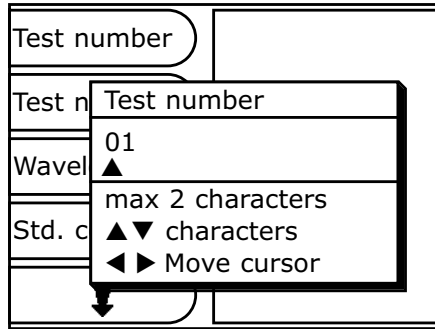 Test number
Test n
Test number
01
▲
Wavel
max 2 characters
Std. c
▲▼ characters
◀ ▶ Move cursor